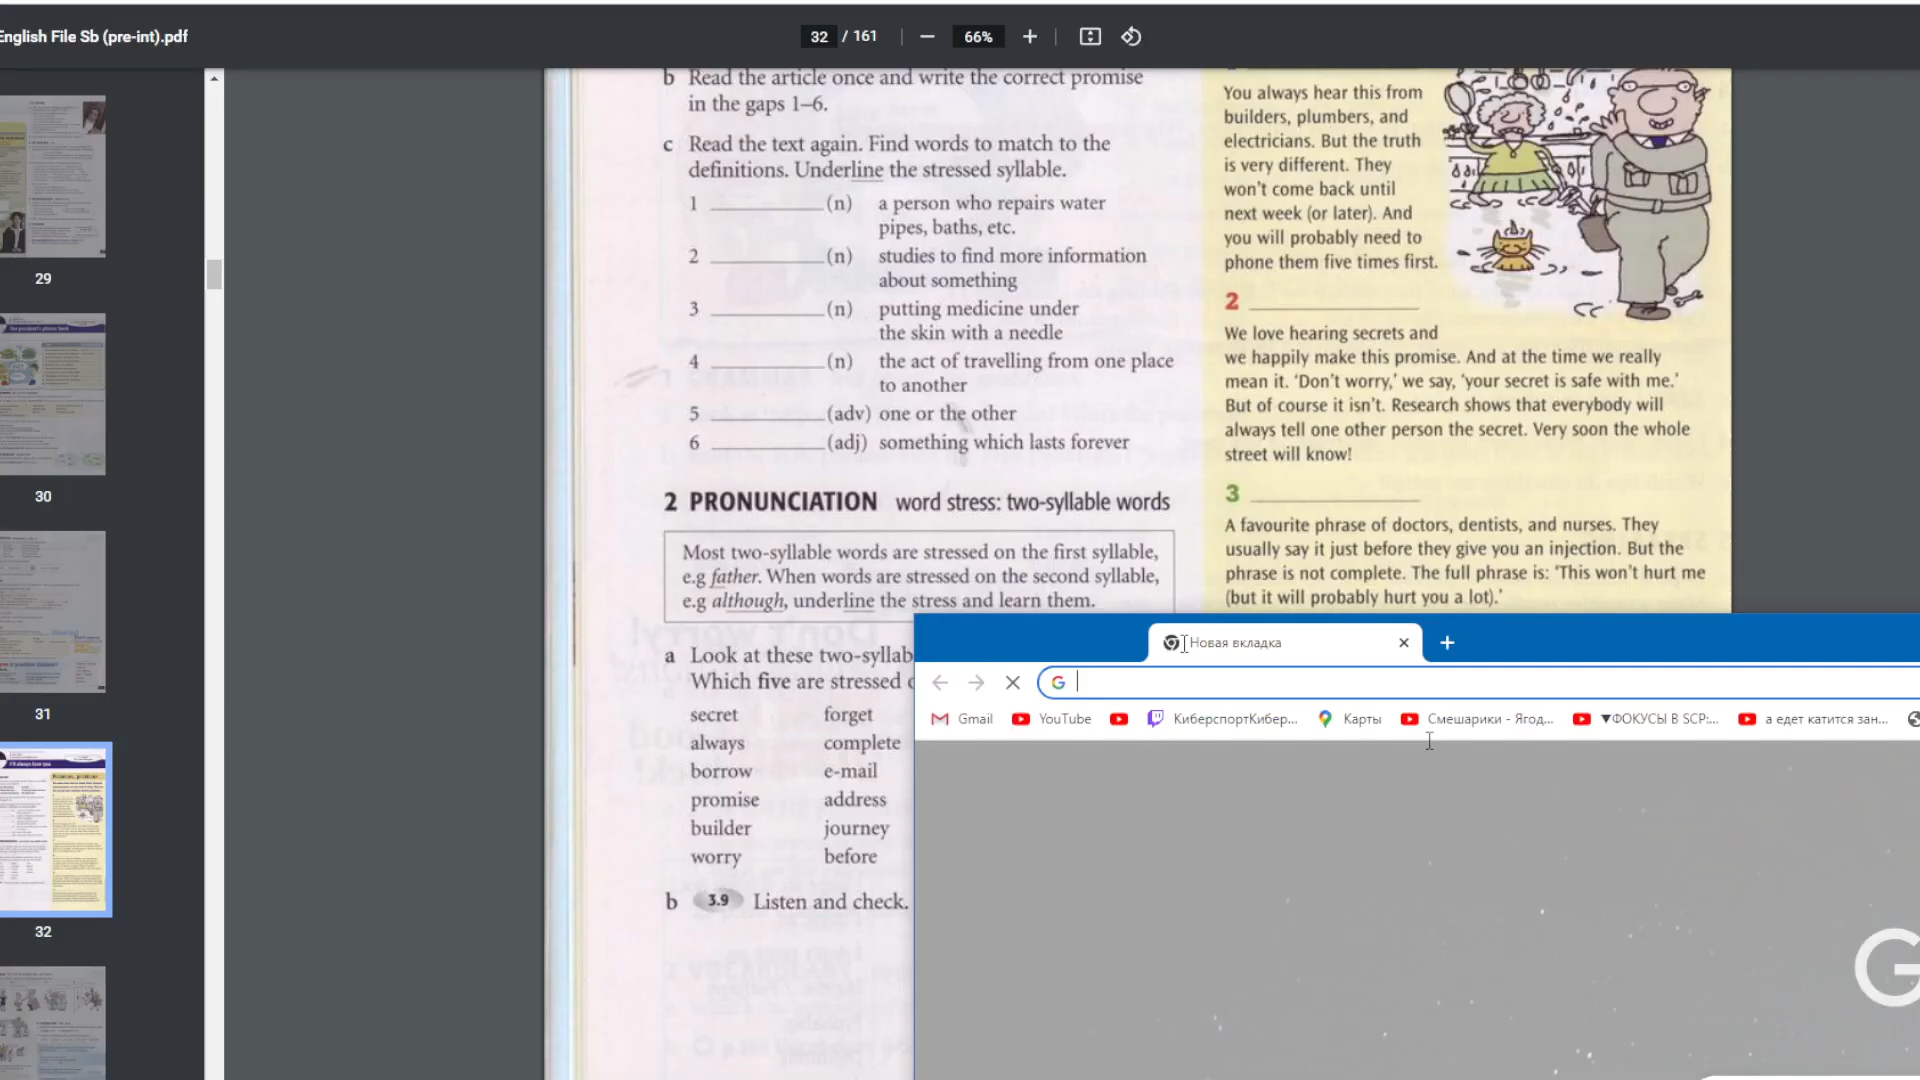 English File Sb (pre-int).pdf
32 / 161
66%
29
30
31
32
b Read the article once and write the correct promise
in the gaps 1–6.
c Read the text again. Find words to match to the
definitions. Underline the stressed syllable.
1 ____________ (n) a person who repairs water
pipes, baths, etc.
2 ____________ (n) studies to find more information
about something
3 ____________ (n) putting medicine under
the skin with a needle
4 ____________ (n) the act of travelling from one place
to another
5 ____________ (adv) one or the other
6 ____________ (adj) something which lasts forever
2 PRONUNCIATION word stress: two-syllable words
Most two-syllable words are stressed on the first syllable,
e.g father. When words are stressed on the second syllable,
e.g although, underline the stress and learn them.
a Look at these two-syllab
Which five are stressed
secret forget
always complete
borrow e-mail
promise address
builder journey
worry before
b 3.9 Listen and check.
You always hear this from
builders, plumbers, and
electricians. But the truth
is very different. They
won't come back until
next week (or later). And
you will probably need to
phone them five times first.
2 ____________
We love hearing secrets and
we happily make this promise. And at the time we really
mean it. 'Don't worry,' we say, 'your secret is safe with me.'
But of course it isn't. Research shows that everybody will
always tell one other person the secret. Very soon the whole
street will know!
3 ____________
A favourite phrase of doctors, dentists, and nurses. They
usually say it just before they give you an injection. But the
phrase is not complete. The full phrase is: 'This won't hurt me
(but it will probably hurt you a lot).'
Новая вкладка
G
Gmail YouTube КиберспортКибер... Карты Смешарики - Ягод... ▼ФОКУСЫ В SCP:... а едет катится зан...
G